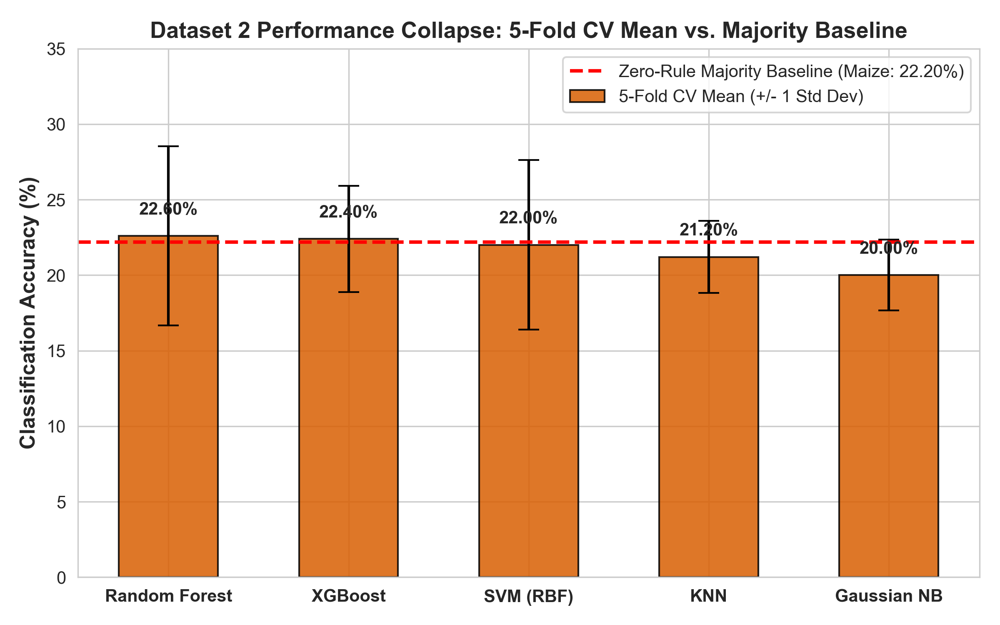 Dataset 2 Performance Collapse: 5-Fold CV Mean vs. Majority Baseline
Zero-Rule Majority Baseline (Maize: 22.20%)
5-Fold CV Mean (+/- 1 Std Dev)
Classification Accuracy (%)
35
30
25
20
15
10
5
0
22.60%
22.40%
22.00%
21.20%
20.00%
Random Forest
XGBoost
SVM (RBF)
KNN
Gaussian NB